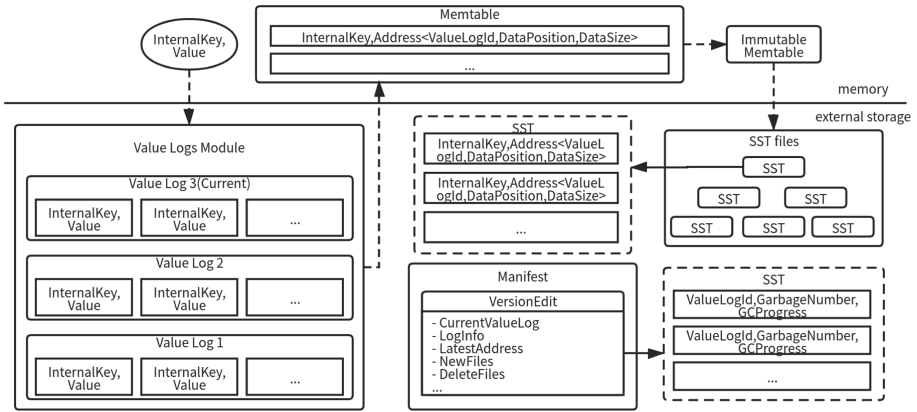 InternalKey,
Value
Memtable
InternalKey,Address<ValueLogId,DataPosition,DataSize>
...
Immutable
Memtable
memory
external storage
Value Logs Module
Value Log 3(Current)
InternalKey,
Value
InternalKey,
Value
...
Value Log 2
InternalKey,
Value
InternalKey,
Value
...
Value Log 1
InternalKey,
Value
InternalKey,
Value
...
SST
InternalKey,Address<ValueL
ogId,DataPosition,DataSize>
InternalKey,Address<ValueL
ogId,DataPosition,DataSize>
...
SST files
SST
SST
SST
SST
SST
SST
Manifest
VersionEdit
- CurrentValueLog
- LogInfo
- LatestAddress
- NewFiles
- DeleteFiles
...
SST
ValueLogId,GarbageNumber,
GCProgress
ValueLogId,GarbageNumber,
GCProgress
...